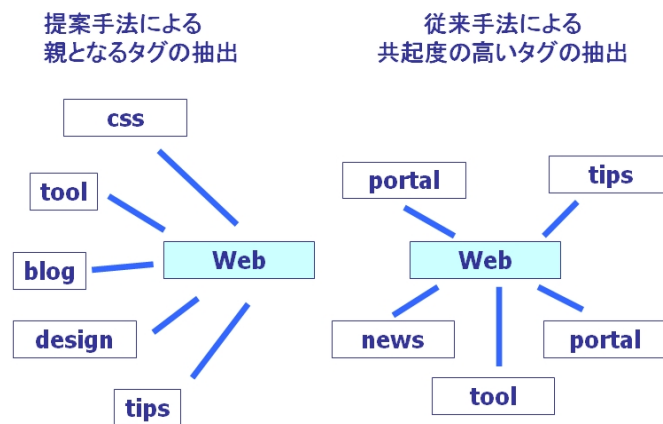 提案手法による
親となるタグの抽出
css
tool
blog
Web
design
tips
従来手法による
共起度の高いタグの抽出
portal
tips
Web
news
portal
tool